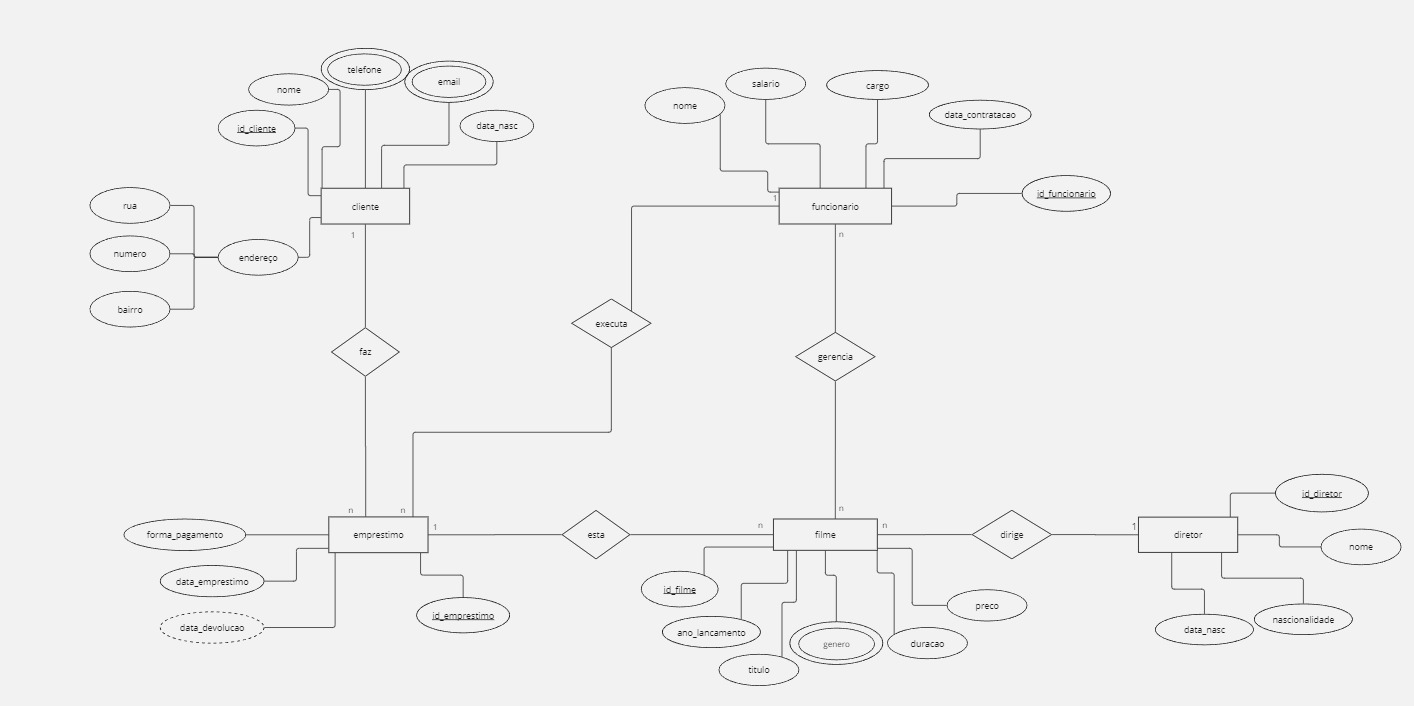 telefone
email
nome
id_cliente
data_nasc
salario
cargo
nome
data_contratacao
id_funcionario
cliente
1
funcionario
1
n
rua
numero
bairro
endereço
executa
gerencia
faz
n
n
n
id_diretor
forma_pagamento
emprestimo
1
esta
n
filme
n
dirige
1
diretor
nome
data_emprestimo
id_filme
preco
data_devolucao
id_emprestimo
ano_lancamento
genero
duracao
data_nasc
nascionalidade
titulo